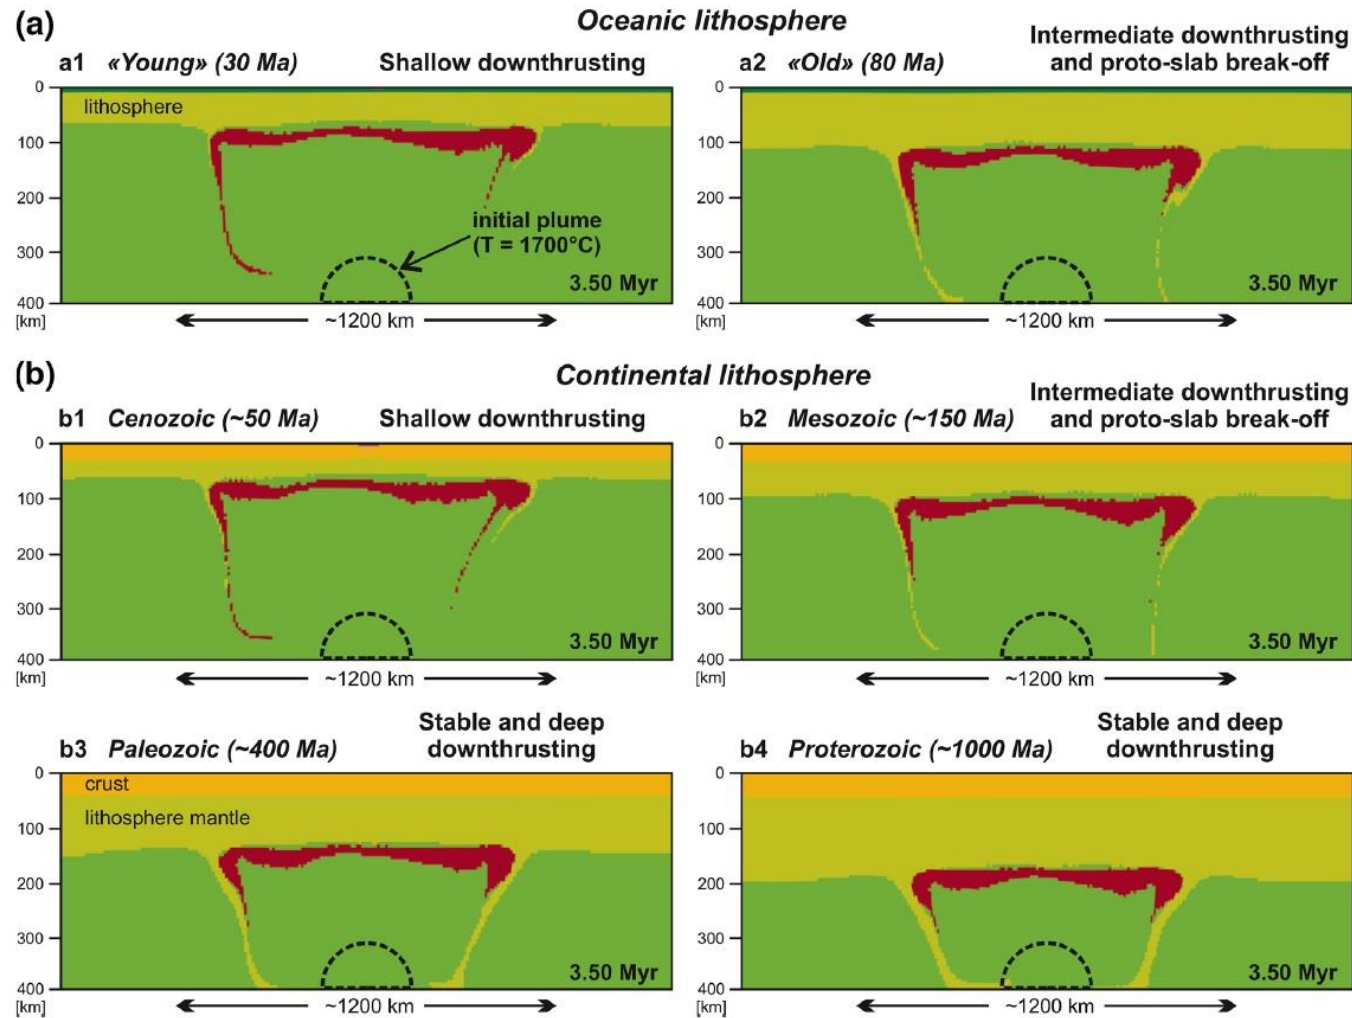 (a)
Oceanic lithosphere
a1 «Young» (30 Ma) Shallow downthrusting
0
lithosphere
100
200
300
400
[km]
initial plume
(T = 1700°C)
3.50 Myr
~1200 km
Intermediate downthrusting
and proto-slab break-off
a2 «Old» (80 Ma)
0
100
200
300
400
[km]
3.50 Myr
~1200 km
(b)
Continental lithosphere
b1 Cenozoic (~50 Ma) Shallow downthrusting
0
100
200
300
400
[km]
3.50 Myr
~1200 km
Intermediate downthrusting
and proto-slab break-off
b2 Mesozoic (~150 Ma)
0
100
200
300
400
[km]
3.50 Myr
~1200 km
Stable and deep
downthrusting
b3 Paleozoic (~400 Ma)
0
crust
lithosphere mantle
100
200
300
400
[km]
3.50 Myr
~1200 km
Stable and deep
downthrusting
b4 Proterozoic (~1000 Ma)
0
100
200
300
400
[km]
3.50 Myr
~1200 km